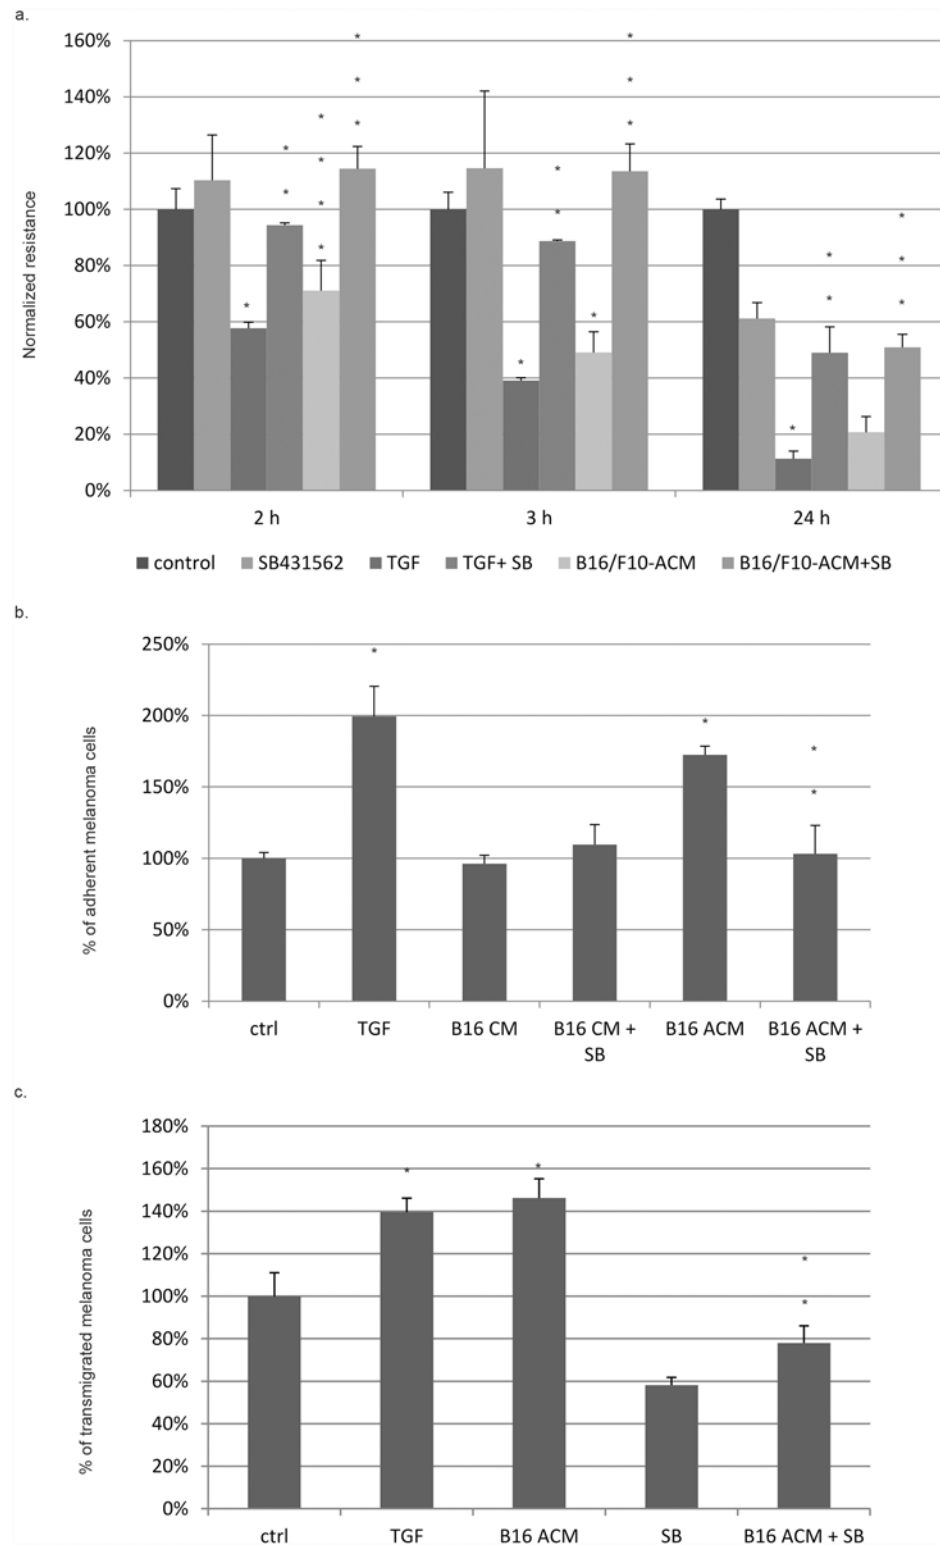 a.
160%
140%
120%
100%
80%
60%
40%
20%
0%
Normalized resistance
* * * * * * * * * * * *
* * * * * * * *
* * * * * *
2 h 3 h 24 h
control SB431562 TGF TGF+ SB B16/F10-ACM B16/F10-ACM+SB
b.
250%
200%
150%
100%
50%
0%
% of adherent melanoma cells
* * * *
ctrl TGF B16 CM B16 CM + SB B16 ACM B16 ACM + SB
c.
180%
160%
140%
120%
100%
80%
60%
40%
20%
0%
% of transmigrated melanoma cells
* * * *
ctrl TGF B16 ACM SB B16 ACM + SB